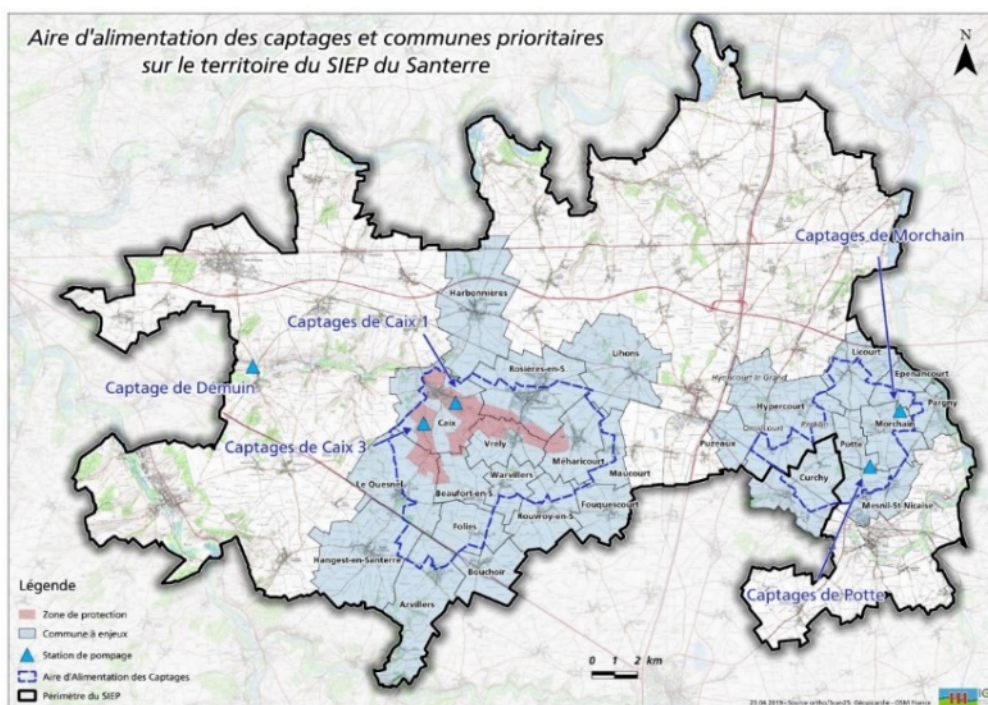 Aire d'alimentation des captages et communes prioritaires
sur le territoire du SIEP du Santerre
N
Captages de Morchain
Harbonnières
Captages de Caix 1
Lihons
Licourt
Rosières-en-S.
Epénancourt
Hyencourt-le-Grand
Pargny
Captage de Demuin
Hypercourt
Morchain
Caix
Captages de Caix 3
Vrely
Puzeaux
Potte
Méharicourt
Warvillers
Maucourt
Curchy
Le Quesnel
Beaufort-en-S.
Fouquescourt
Mesnil-St-Nicaise
Rouvroy-en-S.
Folies
Hangest-en-Santerre
Bouchoir
Captages de Potte
Arvillers
Légende
Zone de protection
Commune à enjeux
Station de pompage
Aire d'Alimentation des Captages
Périmètre du SIEP
0 1 2 km